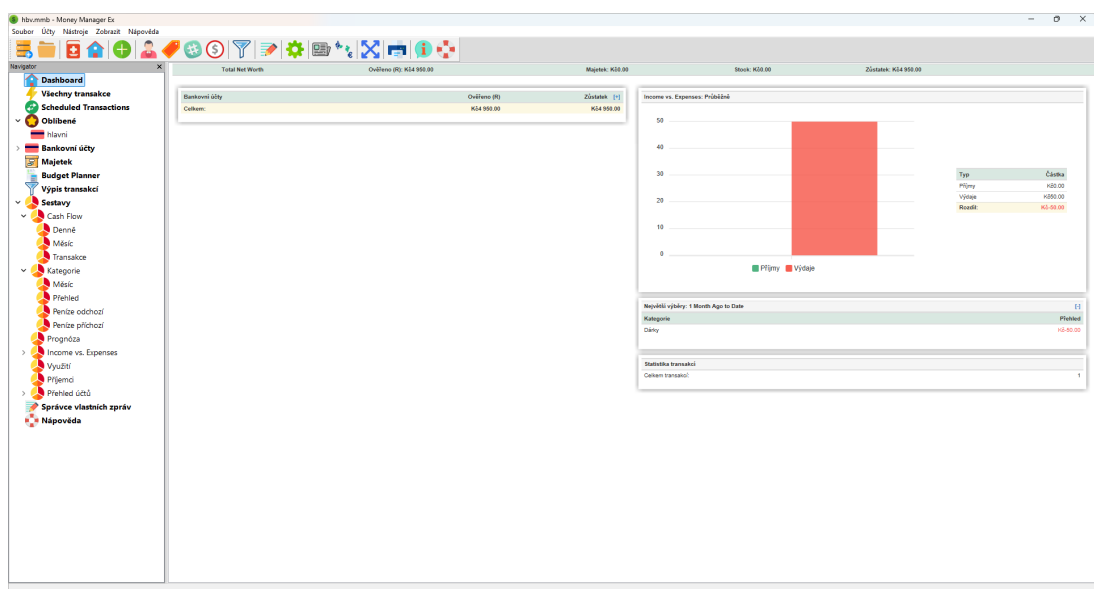 hbv.mmb - Money Manager Ex
Soubor Účty Nástroje Zobrazit Nápověda
Navigator
Dashboard
Všechny transakce
Scheduled Transactions
Oblíbené
hlavni
Bankovní účty
Majetek
Budget Planner
Výpis transakcí
Sestavy
Cash Flow
Denně
Měsíc
Transakce
Kategorie
Měsíc
Přehled
Peníze odchozí
Peníze příchozí
Prognóza
Income vs. Expenses
Využití
Příjemci
Přehled účtů
Správce vlastních zpráv
Nápověda
Total Net Worth Ověřeno (R): Kč4 950.00 Majetek: Kč0.00 Stock: Kč0.00 Zůstatek: Kč4 950.00
Bankovní účty Ověřeno (R) Zůstatek [+]
Celkem: Kč4 950.00 Kč4 950.00
Income vs. Expenses: Průběžně
50
40
30
20
10
0
Příjmy Výdaje
Typ Částka
Příjmy Kč0.00
Výdaje Kč50.00
Rozdíl: Kč-50.00
Největší výběry: 1 Month Ago to Date [-]
Kategorie Přehled
Dárky Kč-50.00
Statistika transakcí
Celkem transakcí: 1